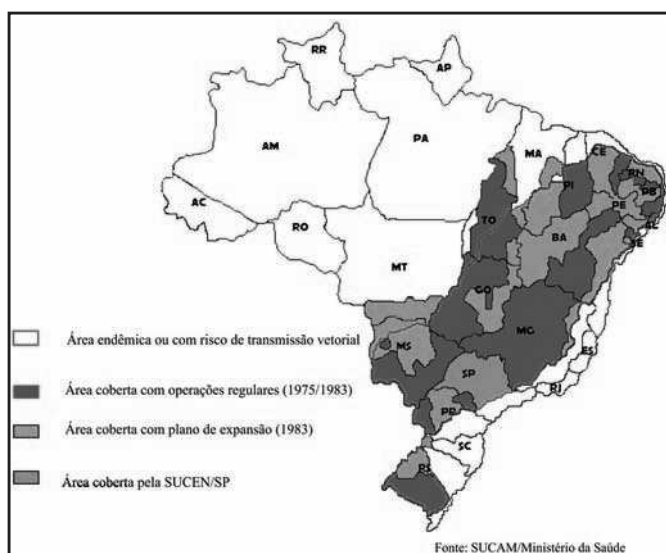 RR
AP
AM
PA
MA
CE
RN
PB
PI
PE
AL
SE
AC
TO
BA
RO
MT
GO
MG
MS
ES
SP
RJ
PR
SC
RS
Área endêmica ou com risco de transmissão vetorial
Área coberta com operações regulares (1975/1983)
Área coberta com plano de expansão (1983)
Área coberta pela SUCEN/SP
Fonte: SUCAM/Ministério da Saúde